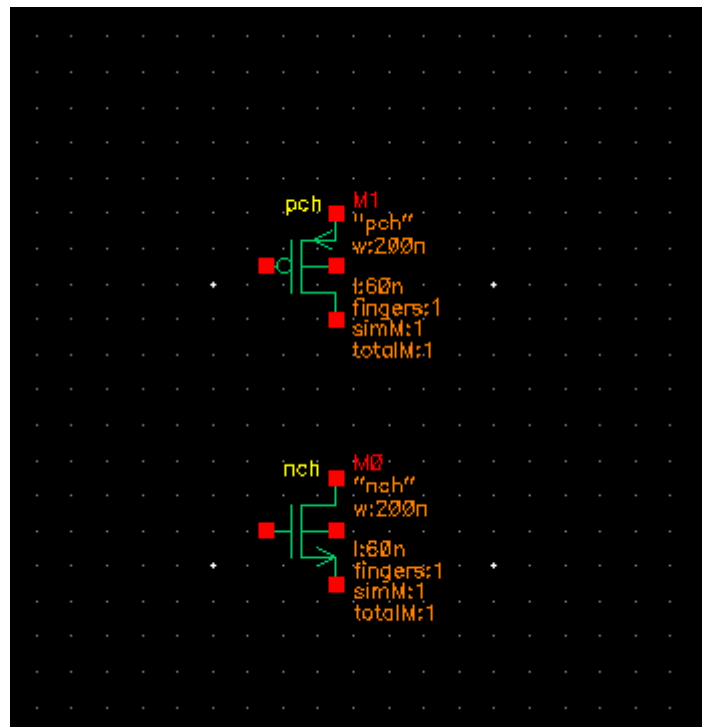 pch M1
"pch"
w:200n
l:60n
fingers:1
simM:1
totalM:1
nch M0
"nch"
w:200n
l:60n
fingers:1
simM:1
totalM:1